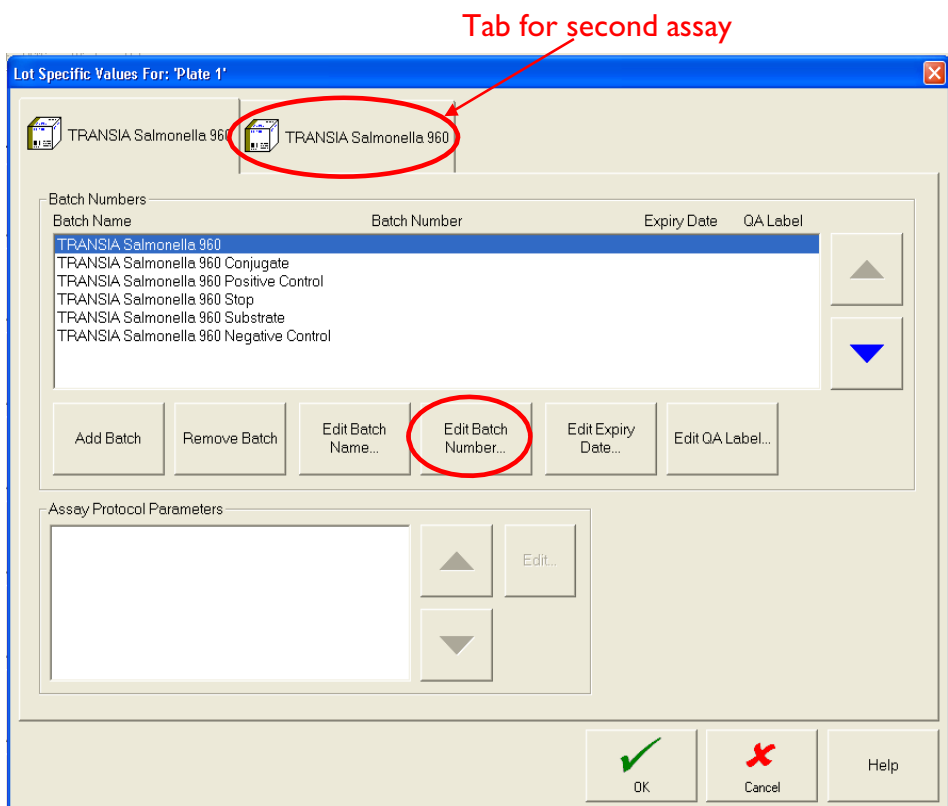 Tab for second assay
Lot Specific Values For: 'Plate 1'
TRANSIA Salmonella 960
TRANSIA Salmonella 960
Batch Numbers
Batch Name Batch Number Expiry Date QA Label
TRANSIA Salmonella 960
TRANSIA Salmonella 960 Conjugate
TRANSIA Salmonella 960 Positive Control
TRANSIA Salmonella 960 Stop
TRANSIA Salmonella 960 Substrate
TRANSIA Salmonella 960 Negative Control
Add Batch
Remove Batch
Edit Batch
Name...
Edit Batch
Number...
Edit Expiry
Date...
Edit QA Label...
Assay Protocol Parameters
Edit...
OK
Cancel
Help